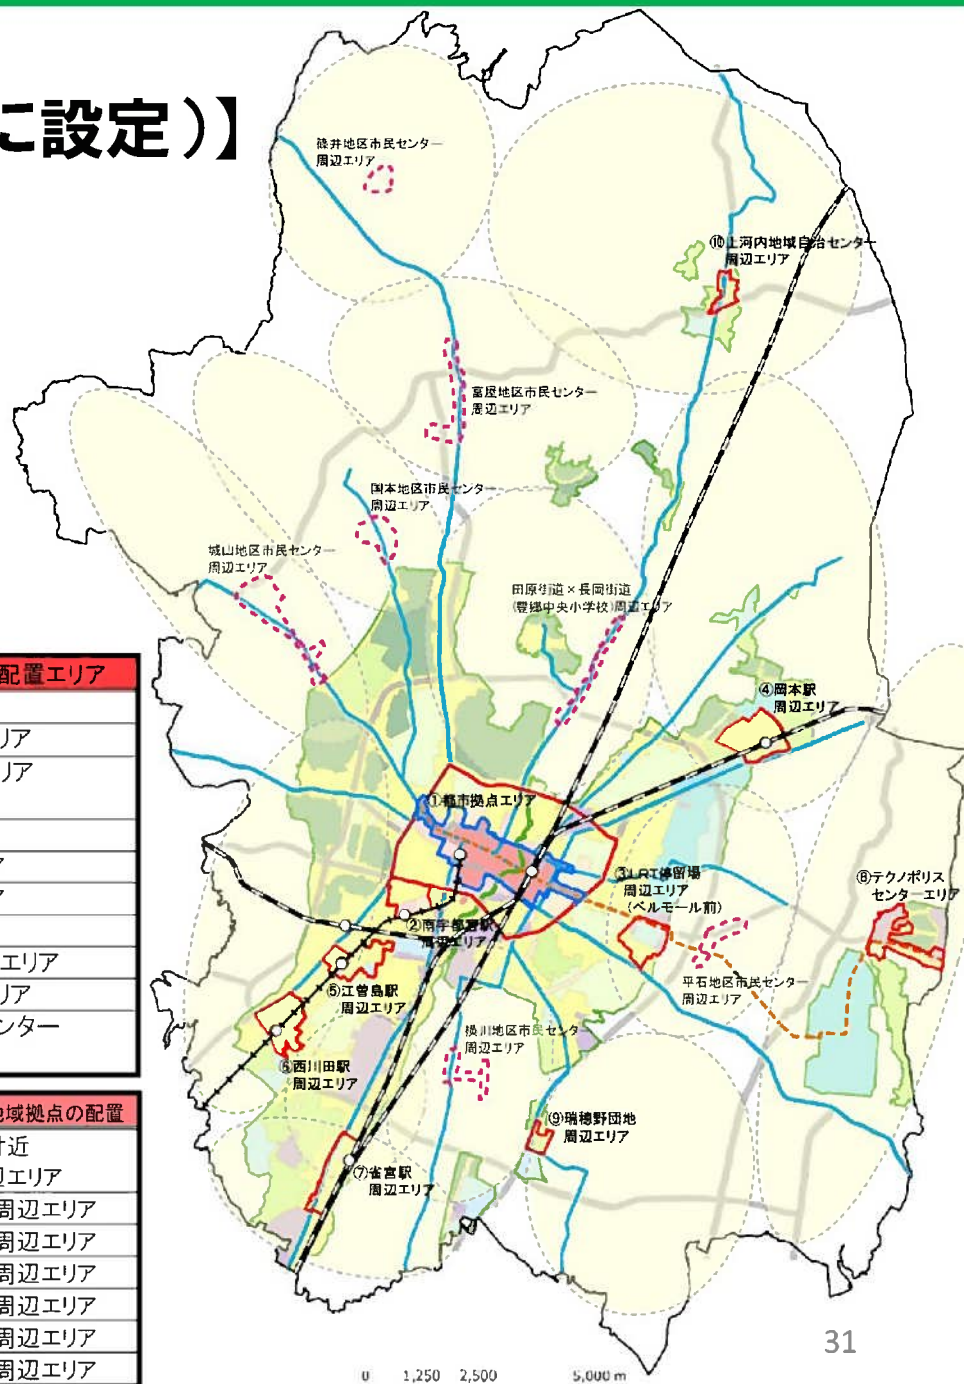 に設定）】
篠井地区市民センター
周辺エリア
⑩上河内地域自治センター
周辺エリア
富屋地区市民センター
周辺エリア
国本地区市民センター
周辺エリア
城山地区市民センター
周辺エリア
田原街道×長岡街道
(豊郷中央小学校)周辺エリア
配置エリア
リア
リア
ア
ア
エリア
リア
ンター
④岡本駅
周辺エリア
①都市拠点エリア
③LRT停留場
周辺エリア
(ベルモール前)
⑧テクノポリス
センターエリア
②南宇都宮駅
周辺エリア
平石地区市民センター
周辺エリア
⑤江曽島駅
周辺エリア
横川地区市民センター
周辺エリア
⑥西川田駅
周辺エリア
⑨瑞穂野団地
周辺エリア
⑦雀宮駅
周辺エリア
域拠点の配置
付近
辺エリア
周辺エリア
周辺エリア
周辺エリア
周辺エリア
周辺エリア
周辺エリア
31
0 1,250 2,500 5,000 m